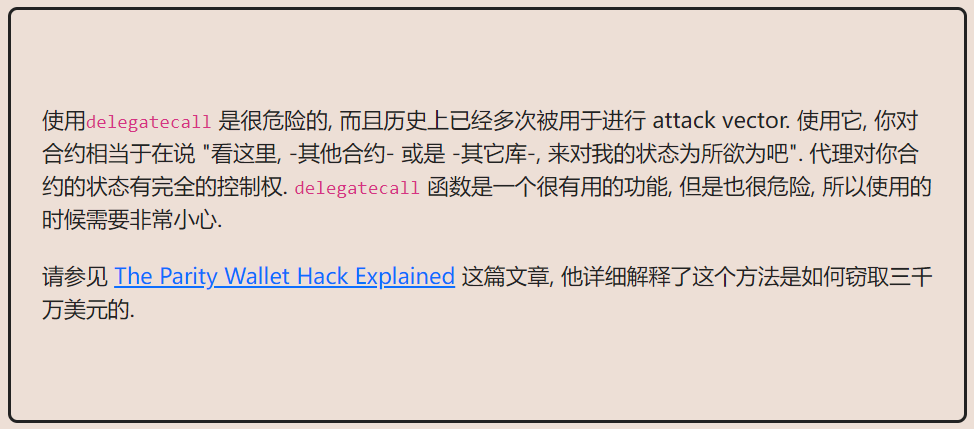 使用delegatecall 是很危险的, 而且历史上已经多次被用于进行 attack vector. 使用它, 你对
合约相当于在说 "看这里, -其他合约- 或是 -其它库-, 来对我的状态为所欲为吧". 代理对你合
约的状态有完全的控制权. delegatecall 函数是一个很有用的功能, 但是也很危险, 所以使用的
时候需要非常小心.
请参见 The Parity Wallet Hack Explained 这篇文章, 他详细解释了这个方法是如何窃取三千
万美元的.